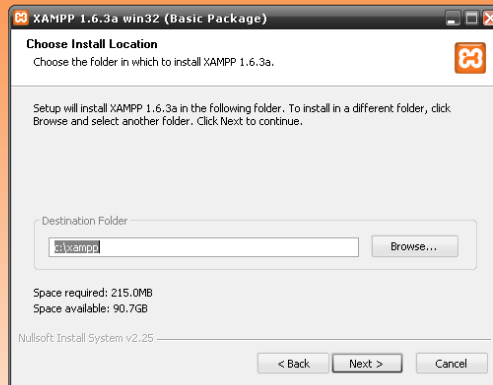 XAMPP 1.6.3a win32 (Basic Package)
Choose Install Location
Choose the folder in which to install XAMPP 1.6.3a.
Setup will install XAMPP 1.6.3a in the following folder. To install in a different folder, click
Browse and select another folder. Click Next to continue.
Destination Folder
c:\xampp
Browse...
Space required: 215.0MB
Space available: 90.7GB
Nullsoft Install System v2.25
< Back
Next >
Cancel